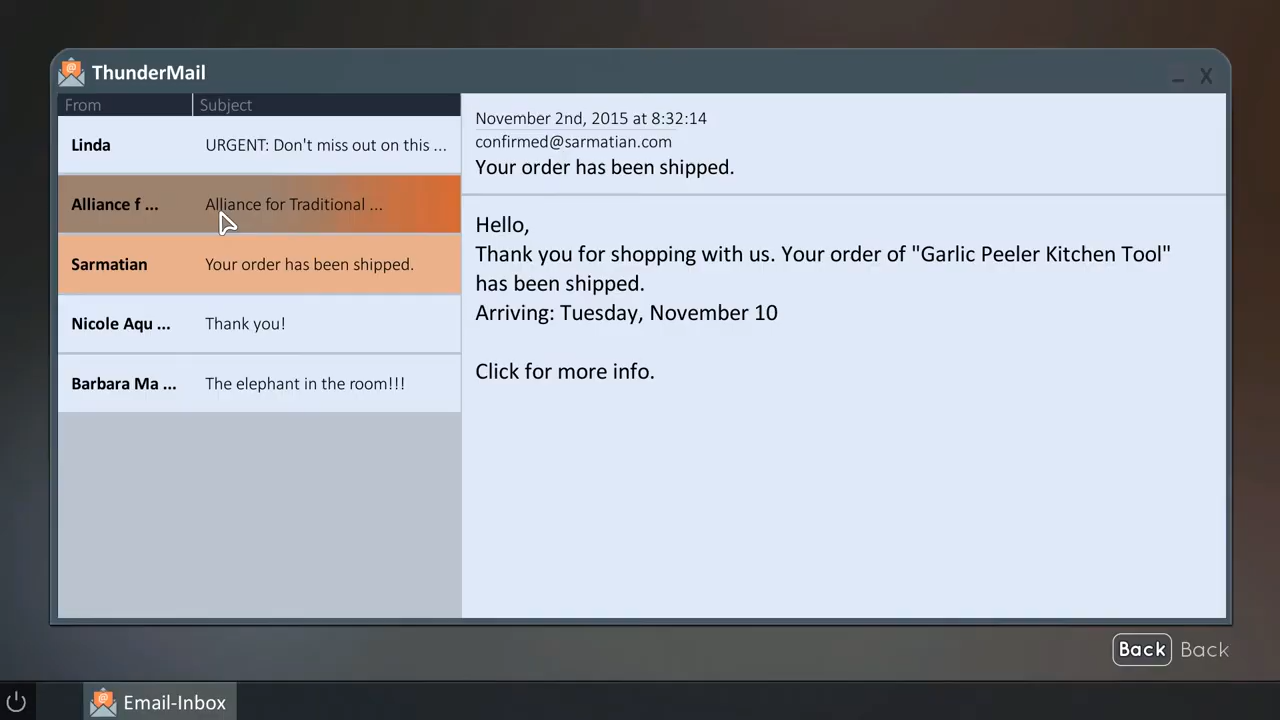 ThunderMail
From Subject
Linda URGENT: Don't miss out on this ...
Alliance f ... Alliance for Traditional ...
Sarmatian Your order has been shipped.
Nicole Aqu ... Thank you!
Barbara Ma ... The elephant in the room!!!
November 2nd, 2015 at 8:32:14
confirmed@sarmatian.com
Your order has been shipped.
Hello,
Thank you for shopping with us. Your order of "Garlic Peeler Kitchen Tool"
has been shipped.
Arriving: Tuesday, November 10
Click for more info.
Back Back
Email-Inbox